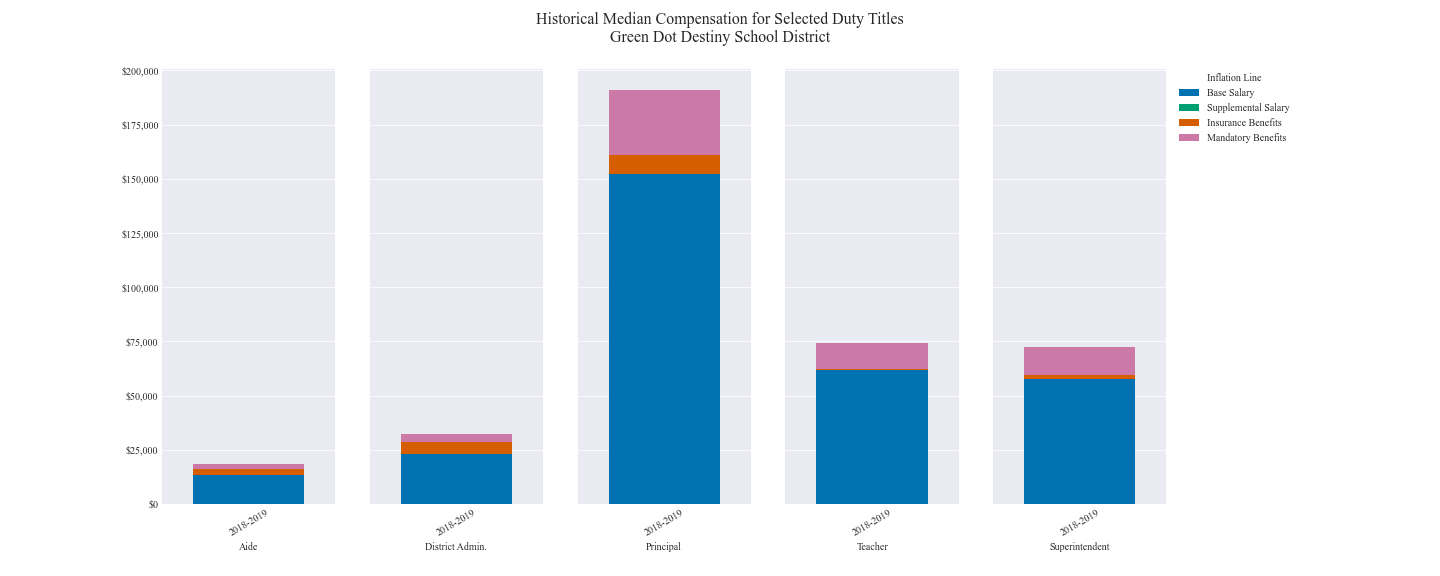 Historical Median Compensation for Selected Duty Titles
Green Dot Destiny School District
$200,000
$175,000
$150,000
$125,000
$100,000
$75,000
$50,000
$25,000
$0
2018-2019
2018-2019
2018-2019
2018-2019
2018-2019
Aide
District Admin.
Principal
Teacher
Superintendent
Inflation Line
Base Salary
Supplemental Salary
Insurance Benefits
Mandatory Benefits